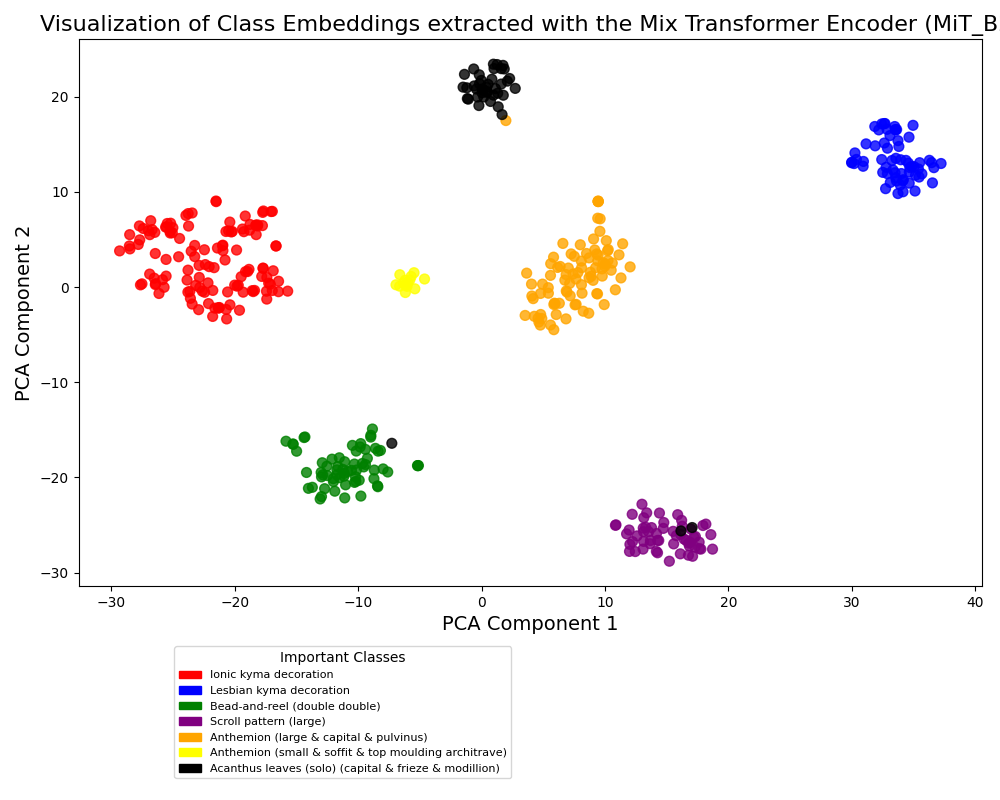 Visualization of Class Embeddings extracted with the Mix Transformer Encoder (MiT_B
PCA Component 2
20
10
0
−10
−20
−30
−30 −20 −10 0 10 20 30 40
PCA Component 1
Important Classes
Ionic kyma decoration
Lesbian kyma decoration
Bead-and-reel (double double)
Scroll pattern (large)
Anthemion (large & capital & pulvinus)
Anthemion (small & soffit & top moulding architrave)
Acanthus leaves (solo) (capital & frieze & modillion)